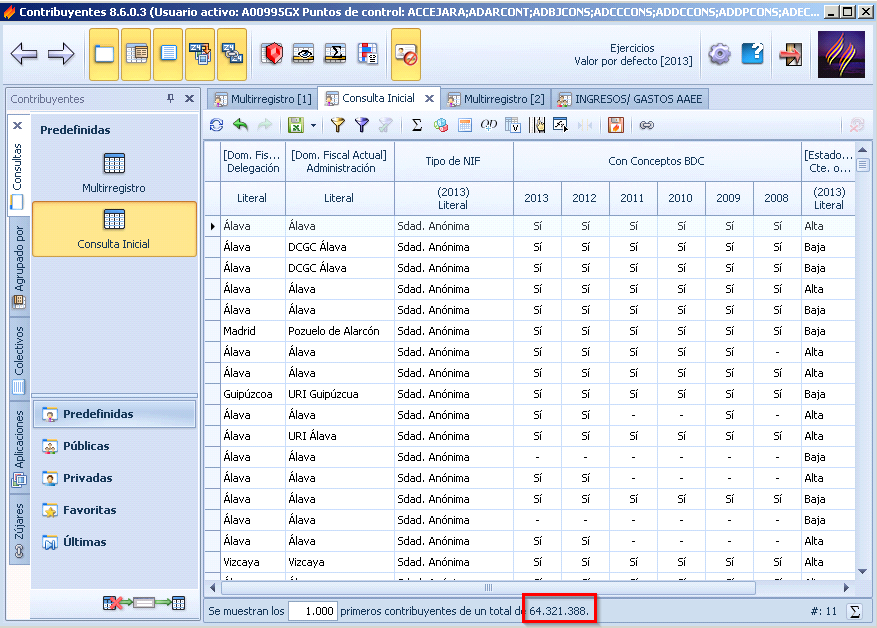 Contribuyentes 8.6.0.3 (Usuario activo: A00995GX Puntos de control: ACCEJARA;ADARCONT;ADBJCONS;ADCCCONS;ADDCCONS;ADDPCONS;ADEC...
Ejercicios
Valor por defecto [2013]
Contribuyentes
Consultas
Agrupado por
Colectivos
Aplicaciones
Zújares
Predefinidas
Multirregistro
Consulta Inicial
Predefinidas
Públicas
Privadas
Favoritas
Últimas
Multirregistro [1] Consulta Inicial Multirregistro [2] INGRESOS/ GASTOS AAEE
[Dom. Fis... [Dom. Fiscal Actual] Tipo de NIF Con Conceptos BDC [Estado...
Delegación Administración Cte. o...
Literal Literal (2013) Literal 2013 2012 2011 2010 2009 2008 (2013) Literal
Álava Álava Sdad. Anónima Sí Sí Sí Sí Sí Sí Alta
Álava DCGC Álava Sdad. Anónima Sí Sí Sí Sí Sí Sí Baja
Álava DCGC Álava Sdad. Anónima Sí Sí Sí Sí Sí Sí Baja
Álava Álava Sdad. Anónima Sí Sí Sí Sí Sí Sí Alta
Álava Álava Sdad. Anónima Sí Sí Sí Sí Sí Sí Baja
Madrid Pozuelo de Alarcón Sdad. Anónima Sí Sí Sí Sí Sí Sí Baja
Álava Álava Sdad. Anónima Sí Sí Sí Sí Sí - Alta
Álava Álava Sdad. Anónima Sí Sí Sí Sí Sí Sí Alta
Guipúzcoa URI Guipúzcua Sdad. Anónima Sí Sí Sí Sí Sí Sí Baja
Álava Álava Sdad. Anónima Sí Sí - - Sí - Alta
Álava URI Álava Sdad. Anónima Sí Sí Sí Sí Sí Sí Alta
Álava Álava Sdad. Anónima - - - - - - Baja
Álava Álava Sdad. Anónima Sí Sí - - - - Alta
Álava Álava Sdad. Anónima Sí Sí Sí Sí Sí Sí Baja
Álava Álava Sdad. Anónima - - - - - - Baja
Álava Álava Sdad. Anónima Sí Sí - - - - Alta
Vizcaya Vizcaya Sdad. Anónima Sí Sí Sí Sí Sí Sí Alta
Se muestran los 1.000 primeros contribuyentes de un total de 64.321.388. #: 11 Σ